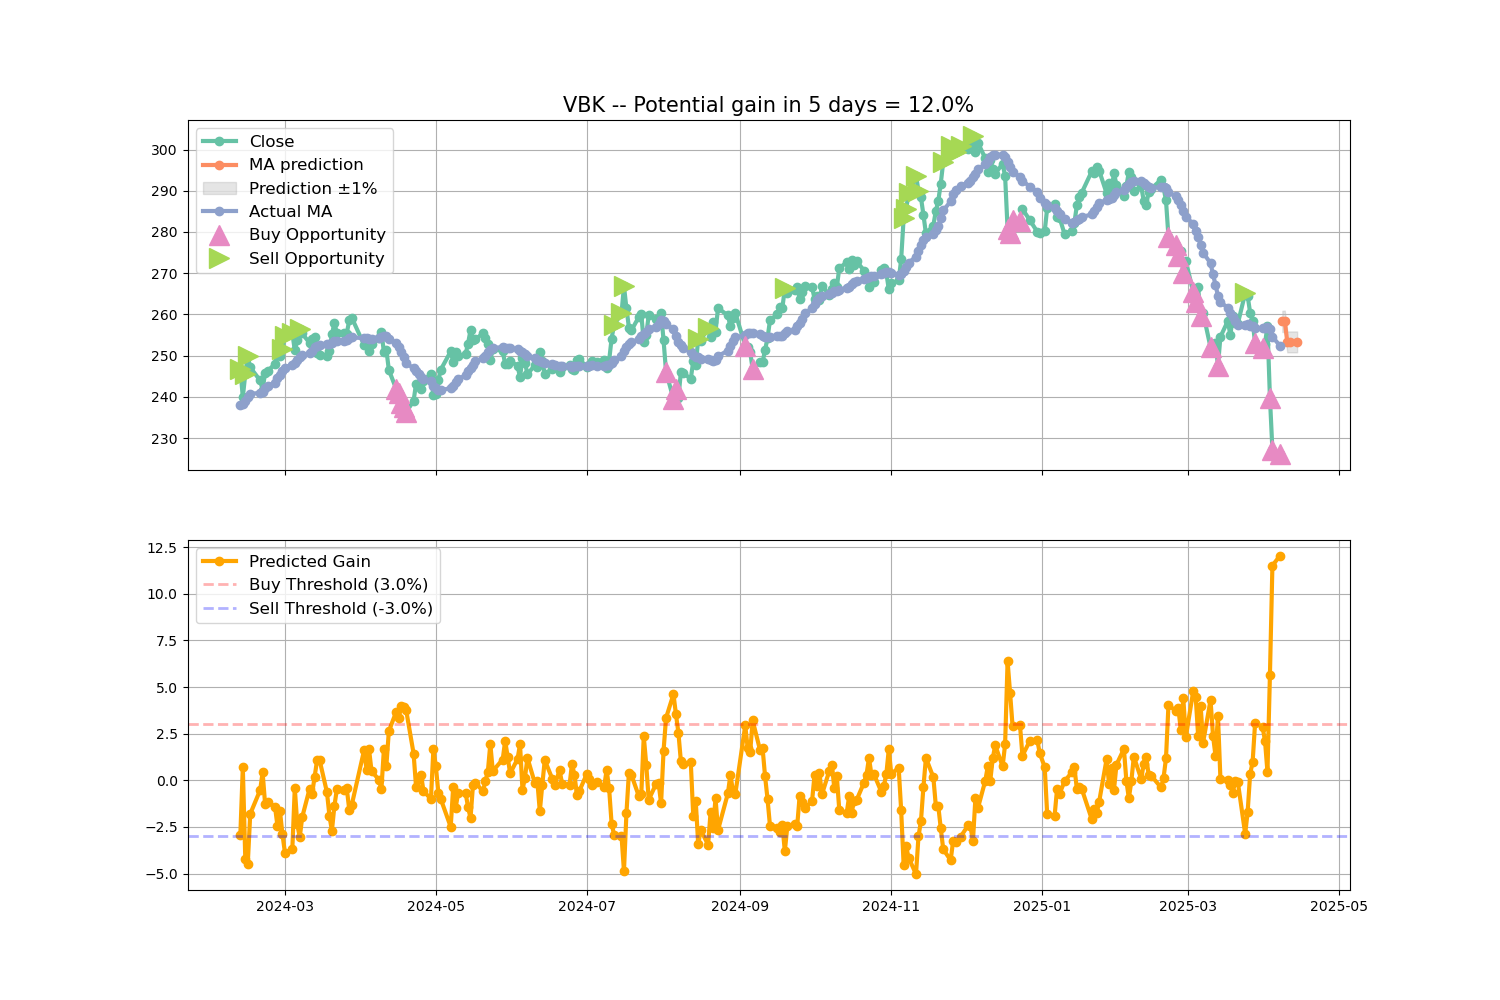 VBK -- Potential gain in 5 days = 12.0%
Close
MA prediction
Prediction ±1%
Actual MA
Buy Opportunity
Sell Opportunity
300
290
280
270
260
250
240
230
12.5
10.0
7.5
5.0
2.5
0.0
−2.5
−5.0
Predicted Gain
Buy Threshold (3.0%)
Sell Threshold (-3.0%)
2024-03
2024-05
2024-07
2024-09
2024-11
2025-01
2025-03
2025-05